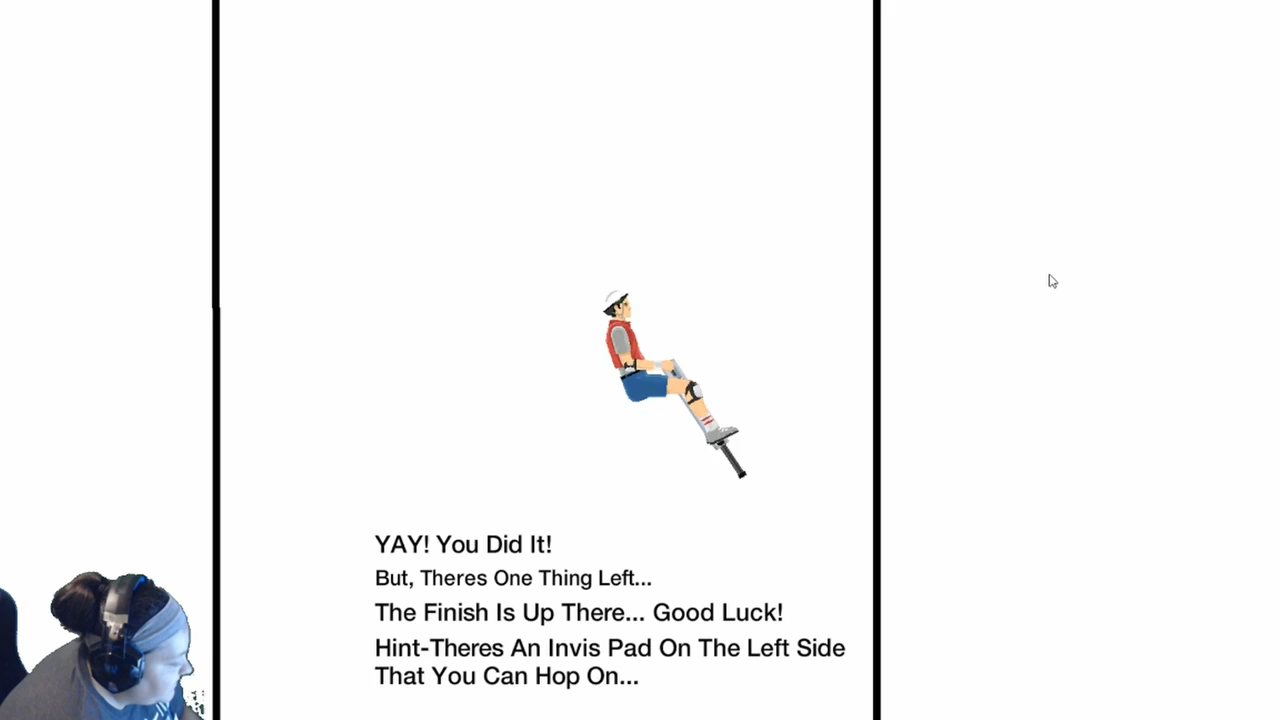 YAY! You Did It!
But, Theres One Thing Left...
The Finish Is Up There... Good Luck!
Hint-Theres An Invis Pad On The Left Side
That You Can Hop On...